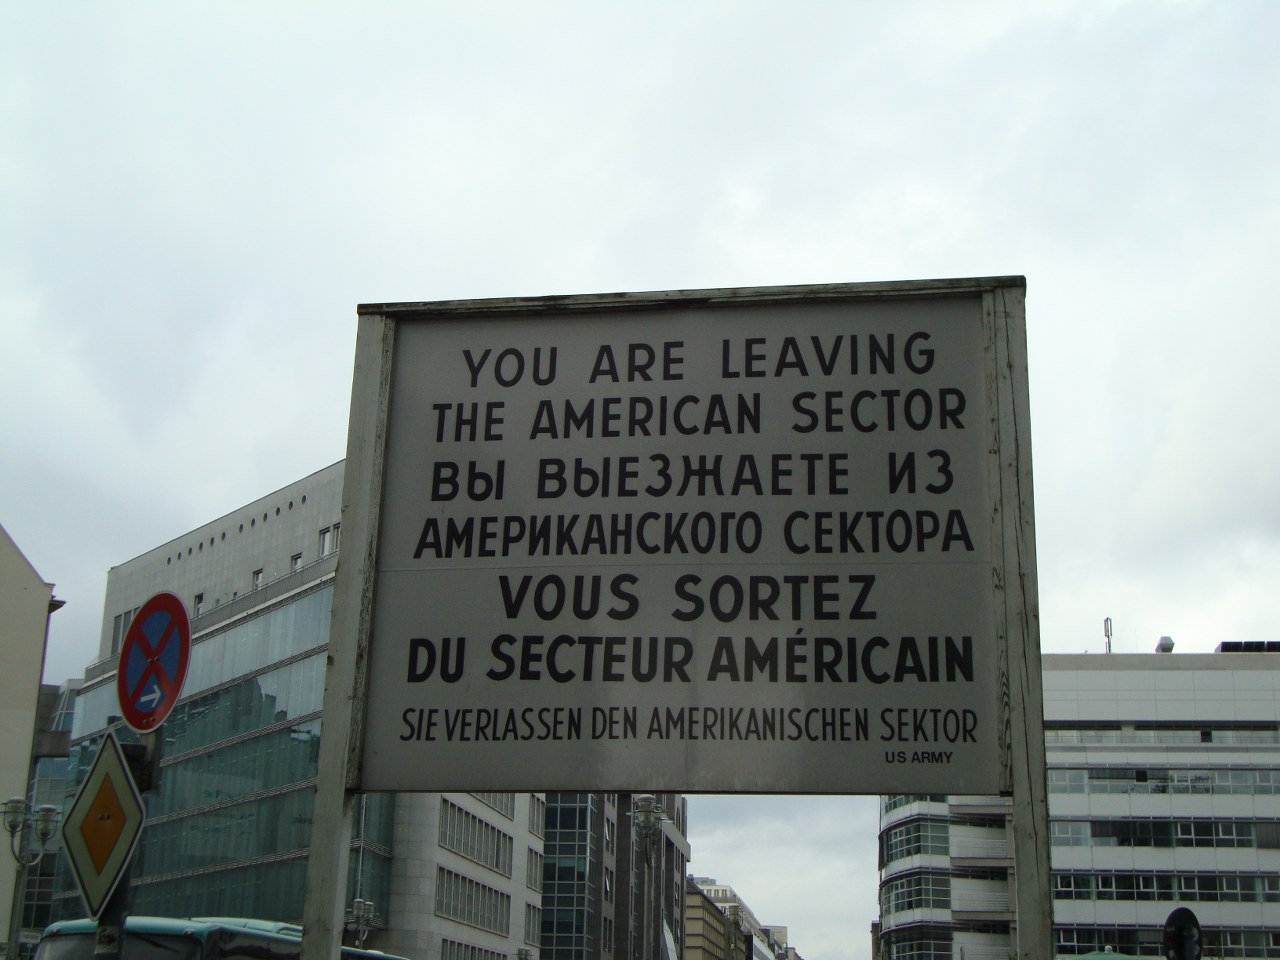 YOU ARE LEAVING
THE AMERICAN SECTOR
ВЫ ВЫЕЗЖАЕТЕ ИЗ
АМЕРИКАНСКОГО СЕКТОРА
VOUS SORTEZ
DU SECTEUR AMÉRICAIN
SIE VERLASSEN DEN AMERIKANISCHEN SEKTOR
US ARMY